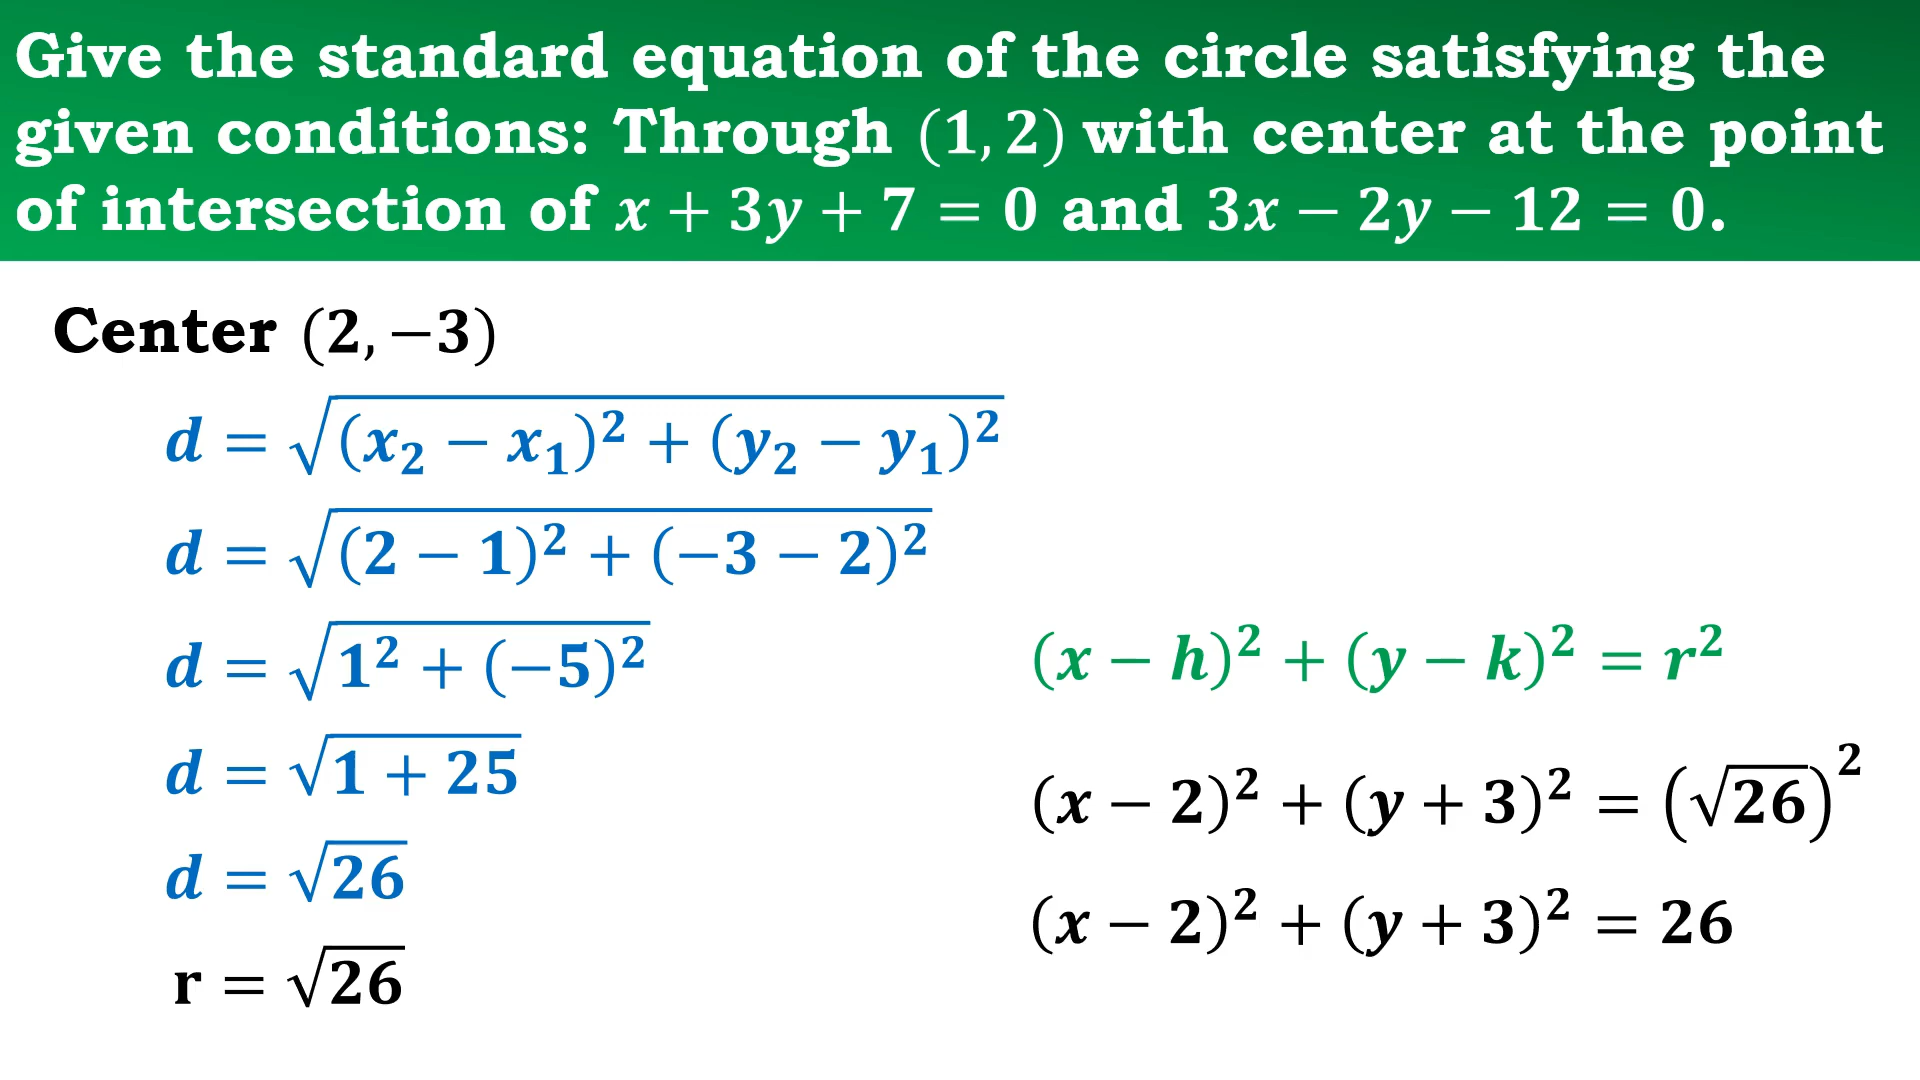 Give the standard equation of the circle satisfying the
given conditions: Through (1, 2) with center at the point
of intersection of x + 3y + 7 = 0 and 3x − 2y − 12 = 0.
Center (2, −3)
d = √((x₂ − x₁)² + (y₂ − y₁)²)
d = √((2 − 1)² + (−3 − 2)²)
d = √(1² + (−5)²)
d = √(1 + 25)
d = √26
r = √26
(x − h)² + (y − k)² = r²
(x − 2)² + (y + 3)² = (√26)²
(x − 2)² + (y + 3)² = 26